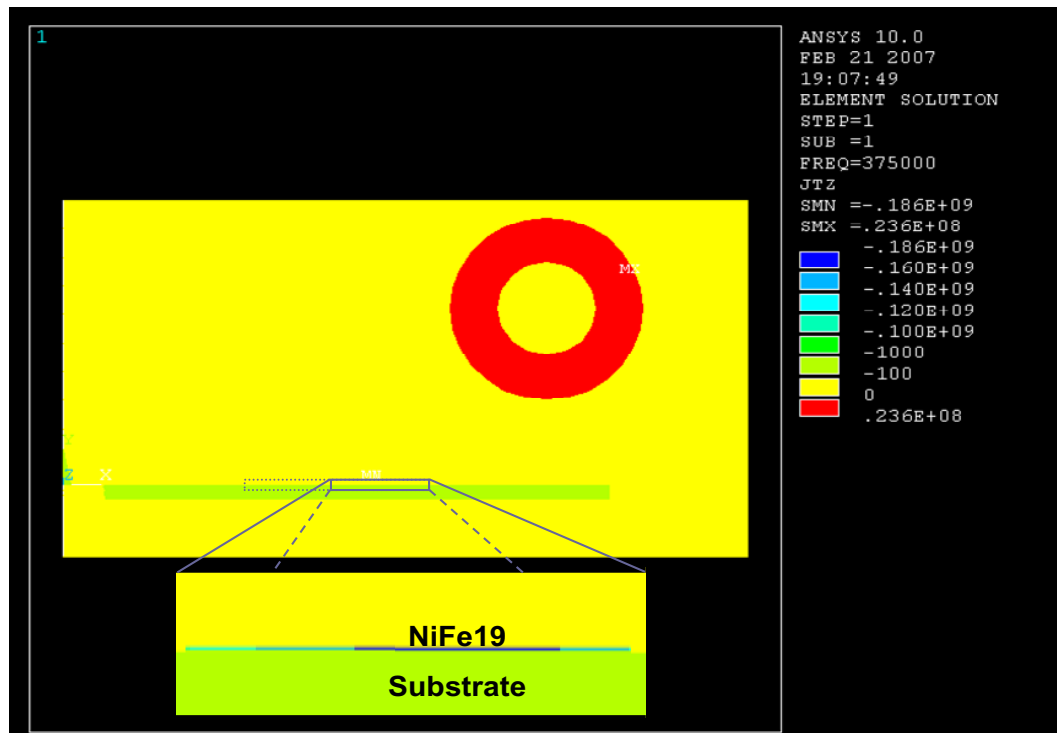 1
ANSYS 10.0
FEB 21 2007
19:07:49
ELEMENT SOLUTION
STEP=1
SUB =1
FREQ=375000
JTZ
SMN =-.186E+09
SMX =.236E+08
-.186E+09
-.160E+09
-.140E+09
-.120E+09
-.100E+09
-1000
-100
0
.236E+08
MX
Y
Z X
MN
NiFe19
Substrate